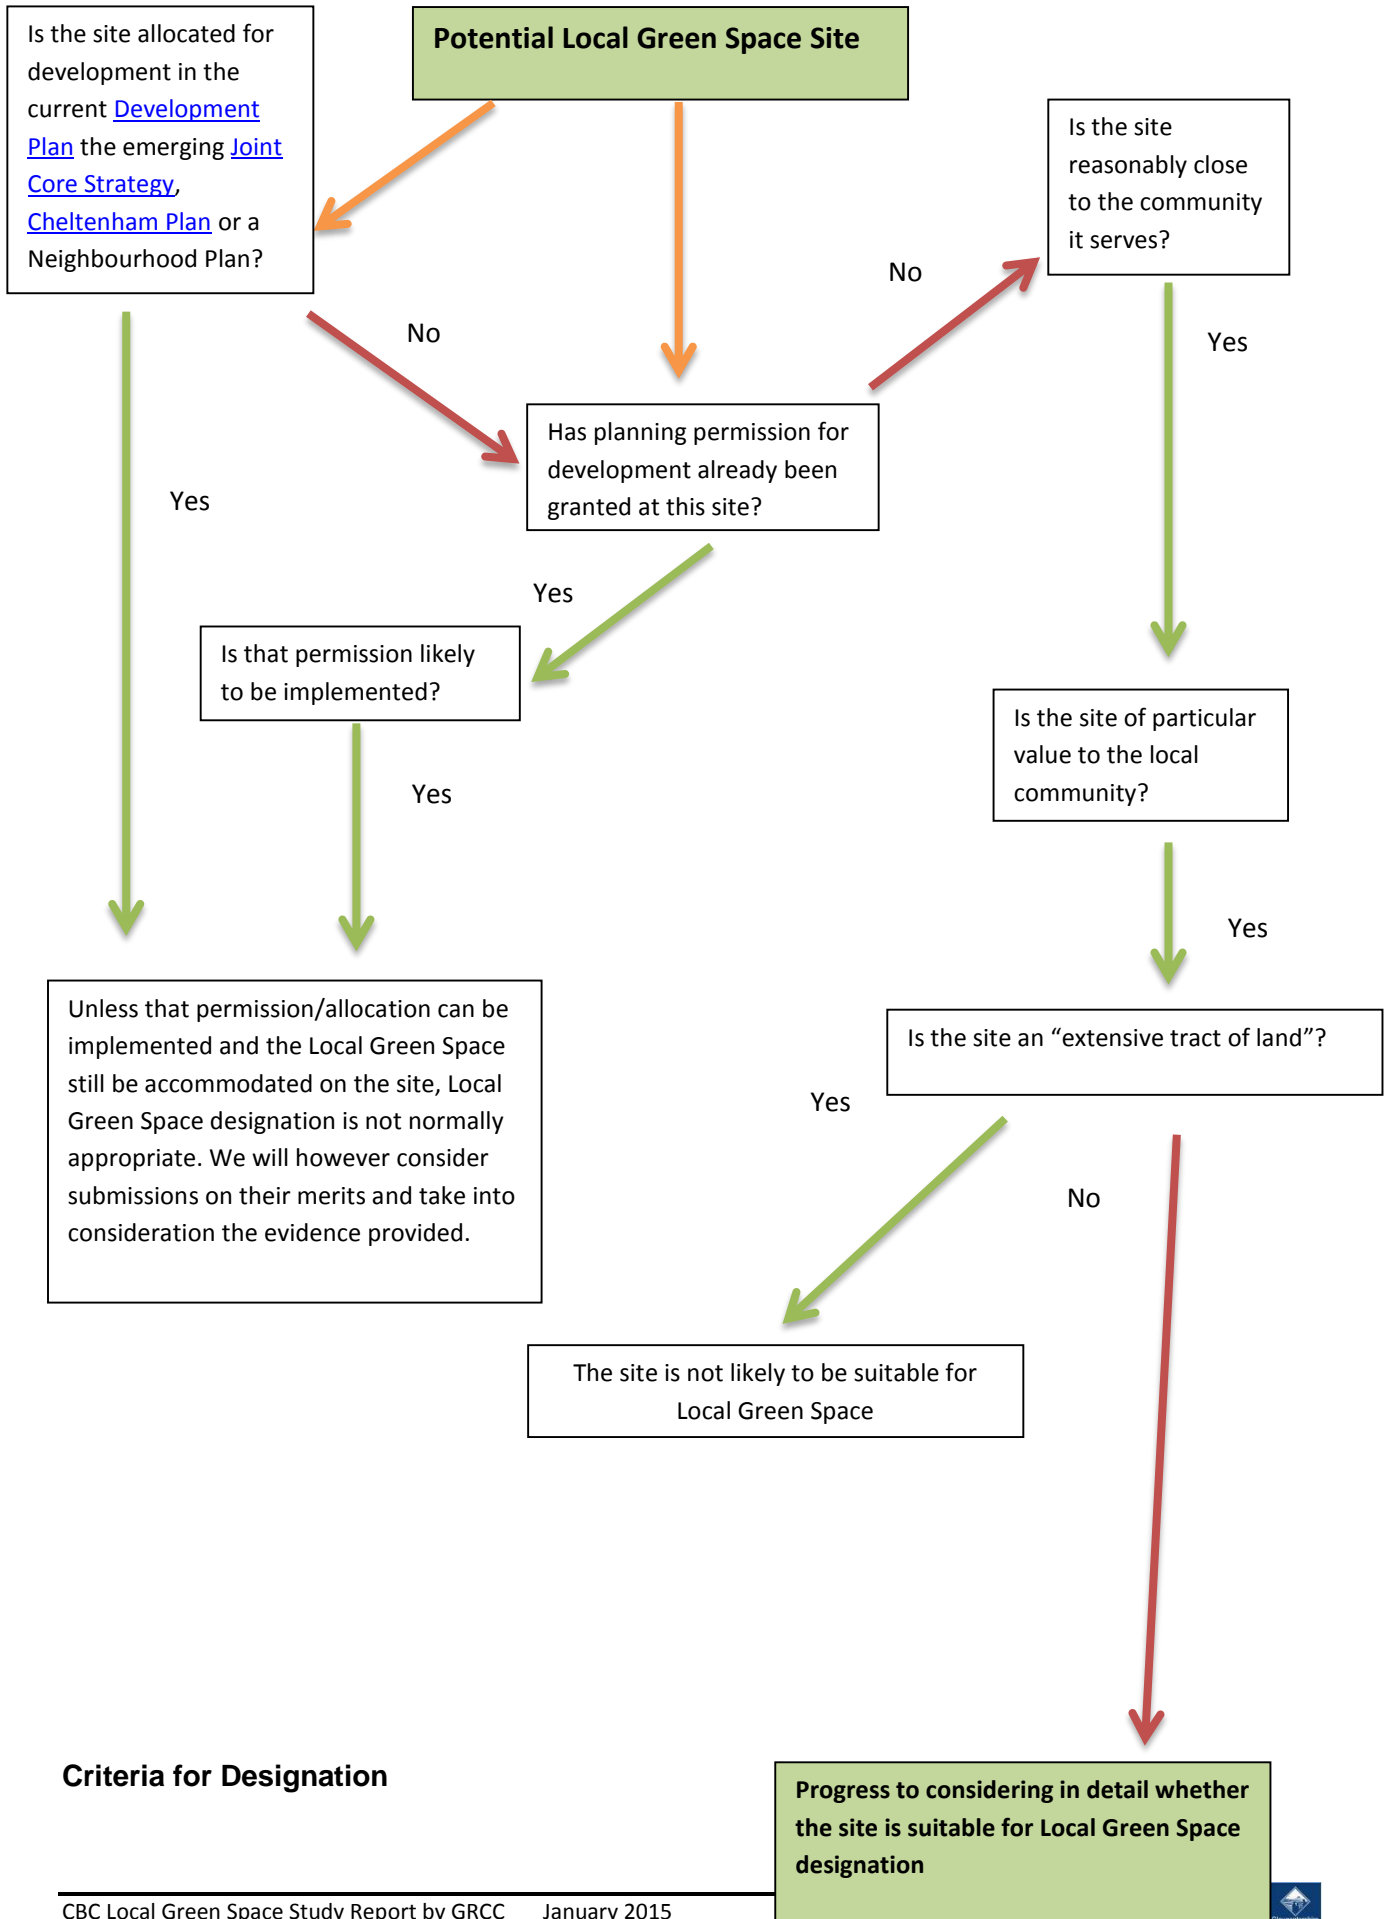 Potential Local Green Space Site
Is the site allocated for
development in the
current Development
Plan the emerging Joint
Core Strategy,
Cheltenham Plan or a
Neighbourhood Plan?
Is the site
reasonably close
to the community
it serves?
No
No
Yes
Has planning permission for
development already been
granted at this site?
Yes
Yes
Is that permission likely
to be implemented?
Is the site of particular
value to the local
community?
Yes
Yes
Unless that permission/allocation can be
implemented and the Local Green Space
still be accommodated on the site, Local
Green Space designation is not normally
appropriate. We will however consider
submissions on their merits and take into
consideration the evidence provided.
Is the site an “extensive tract of land”?
Yes
No
The site is not likely to be suitable for
Local Green Space
Criteria for Designation
Progress to considering in detail whether
the site is suitable for Local Green Space
designation
CBC Local Green Space Study Report by GRCC January 2015